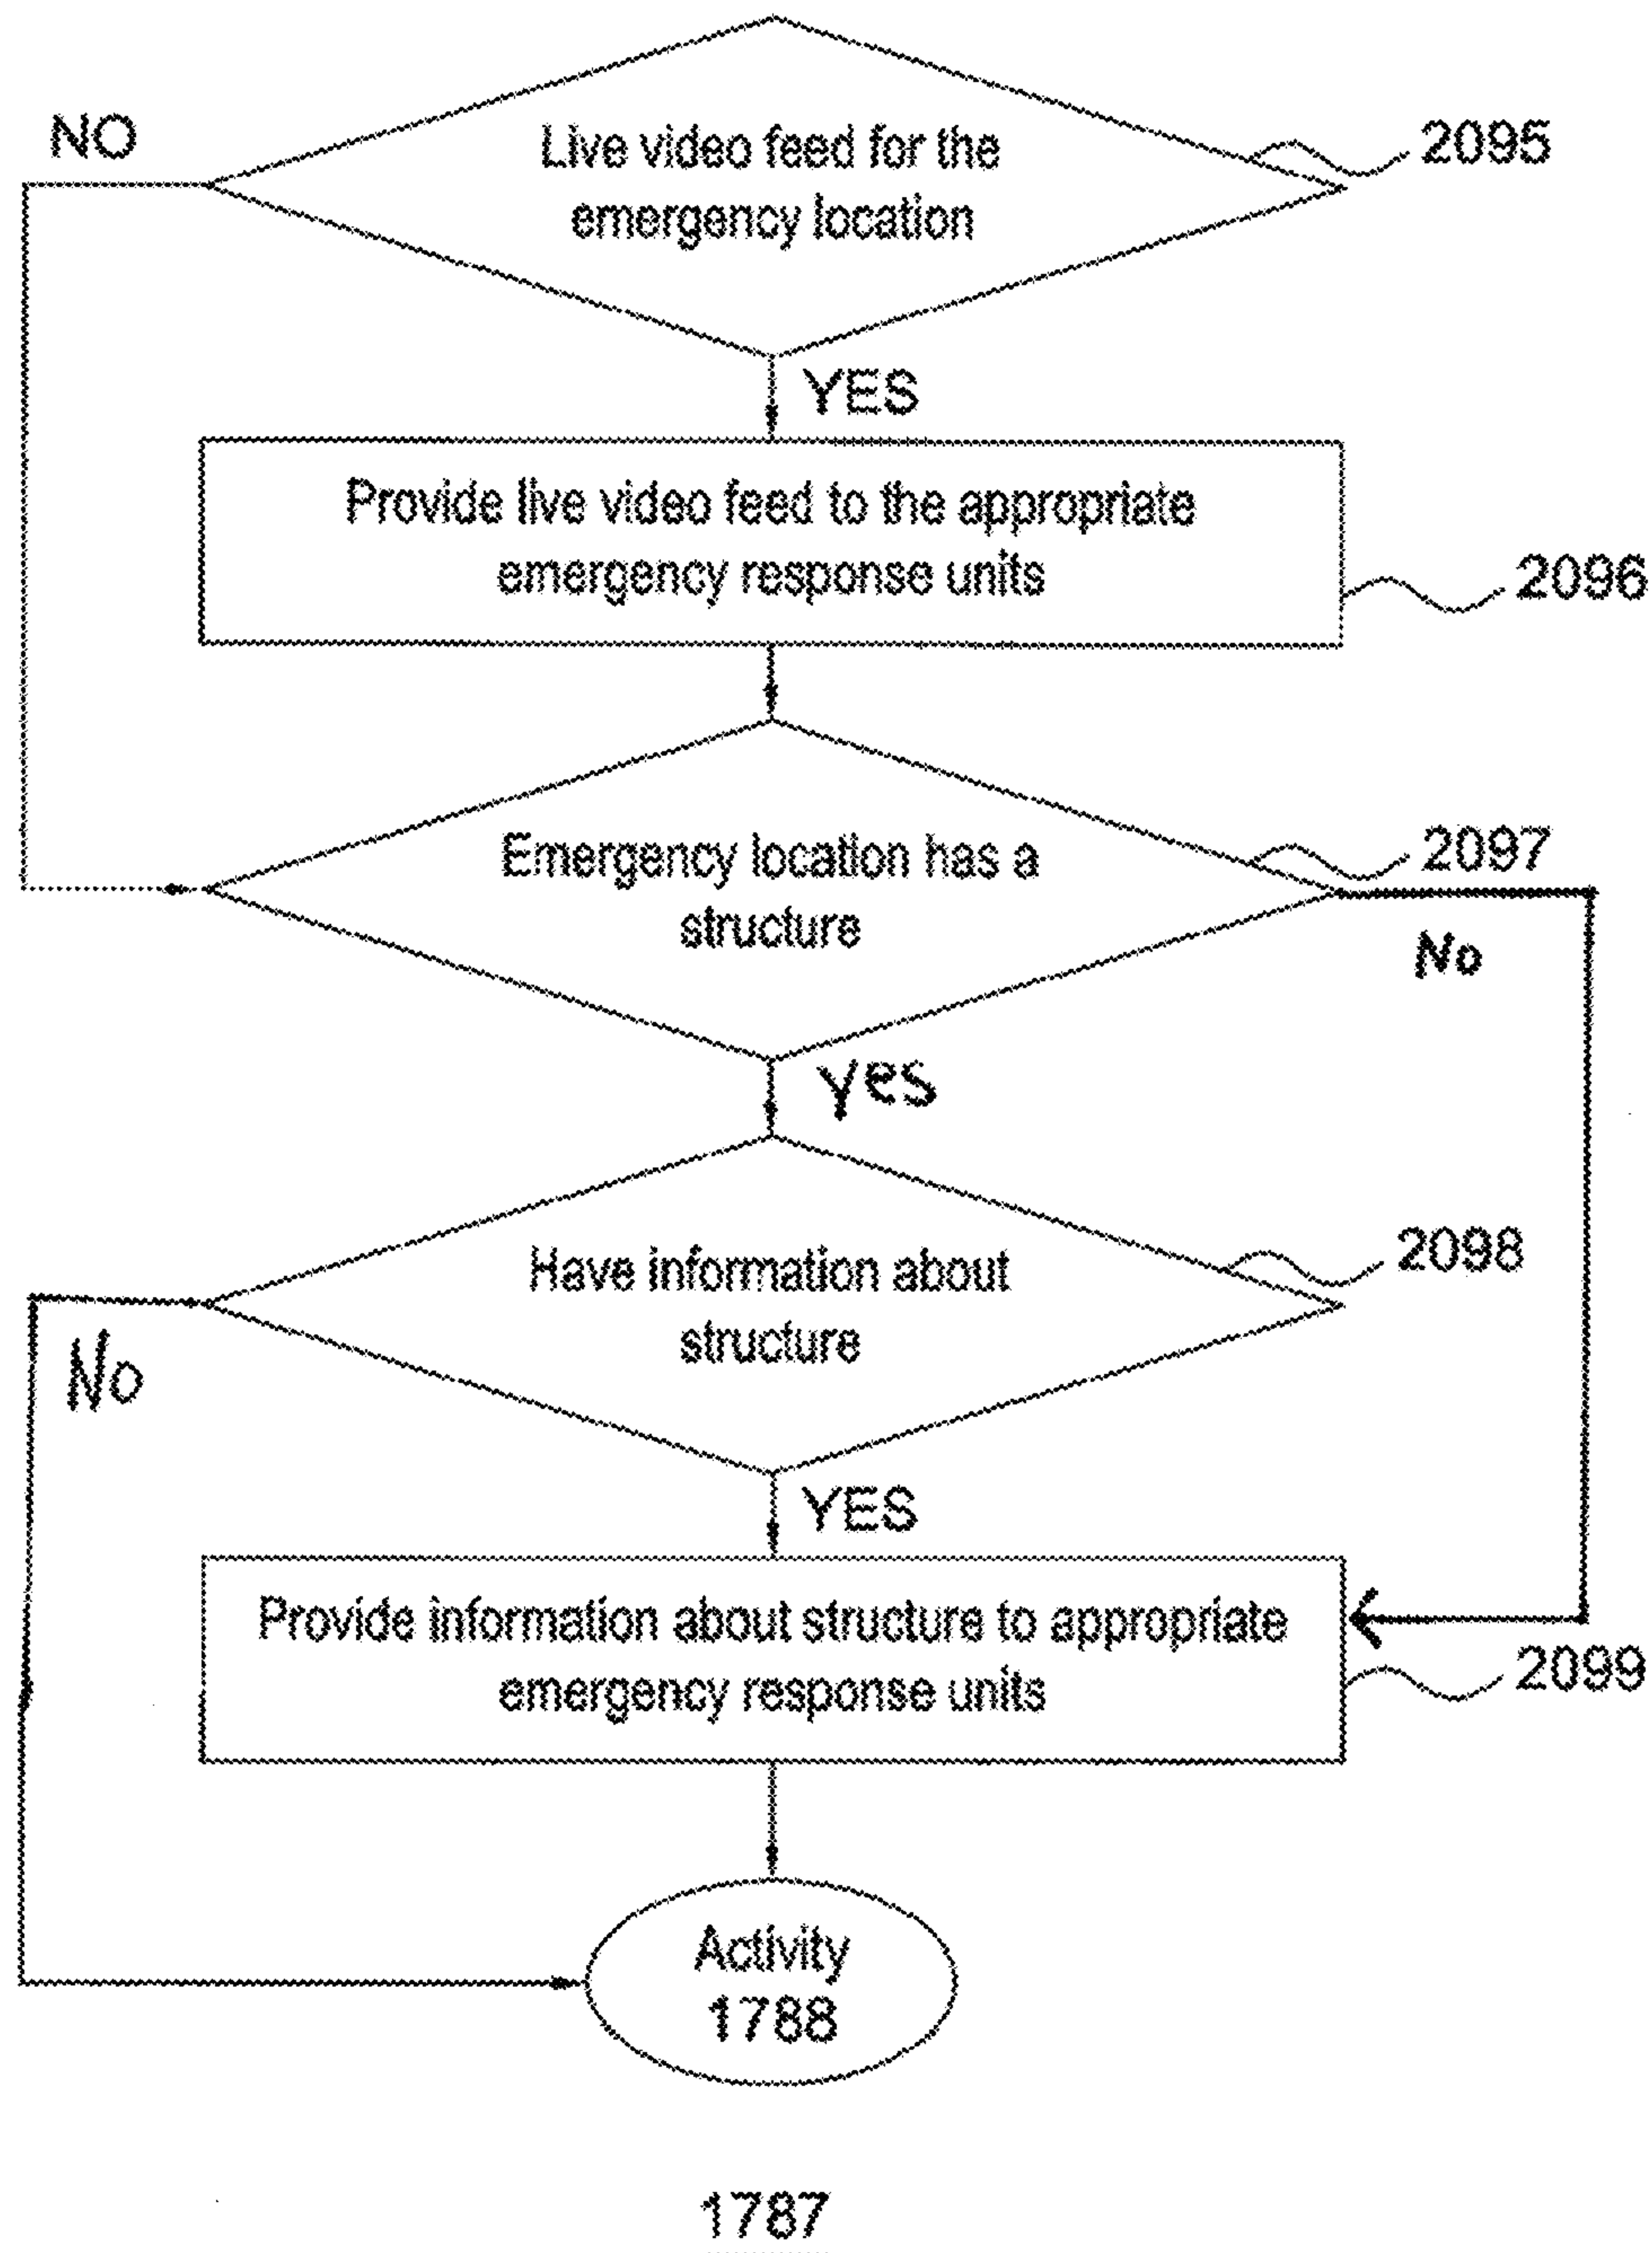 NO
Live video feed for the
emergency location
2095
YES
Provide live video feed to the appropriate
emergency response units
2096
Emergency location has a
structure
2097
No
Yes
Have information about
structure
2098
No
YES
Provide information about structure to appropriate
emergency response units
2099
Activity
1788
1787